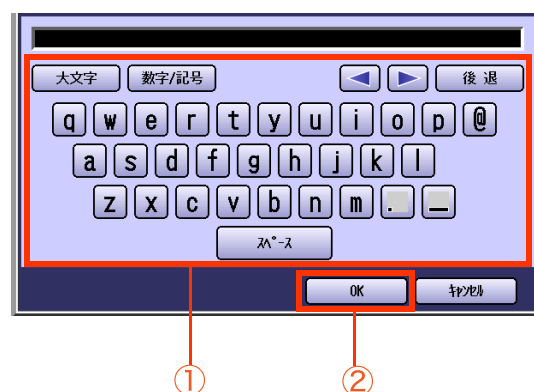 大文字 数字/記号 ◀ ▶ 後退
q w e r t y u i o p @
a s d f g h j k l
z x c v b n m . _
ｽﾍﾟｰｽ
OK ｷｬﾝｾﾙ
① ②